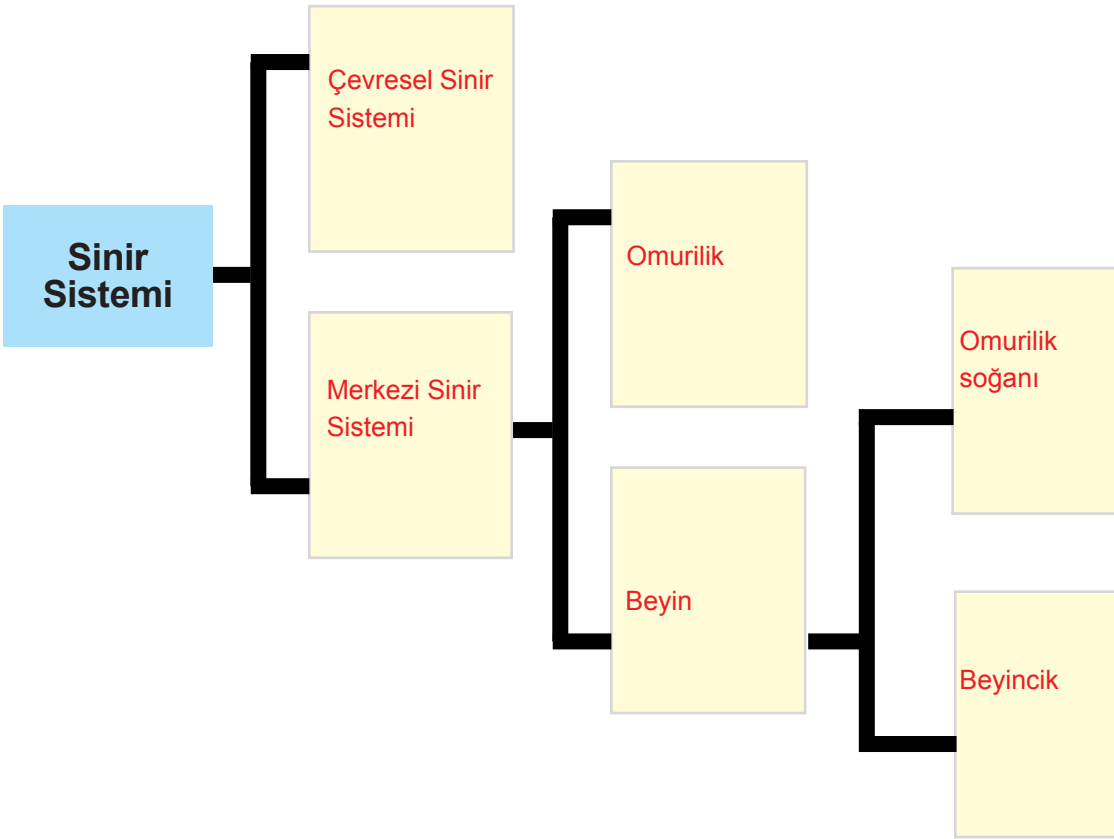 Sinir
Sistemi
Çevresel Sinir
Sistemi
Merkezi Sinir
Sistemi
Omurilik
Beyin
Omurilik
soğanı
Beyincik